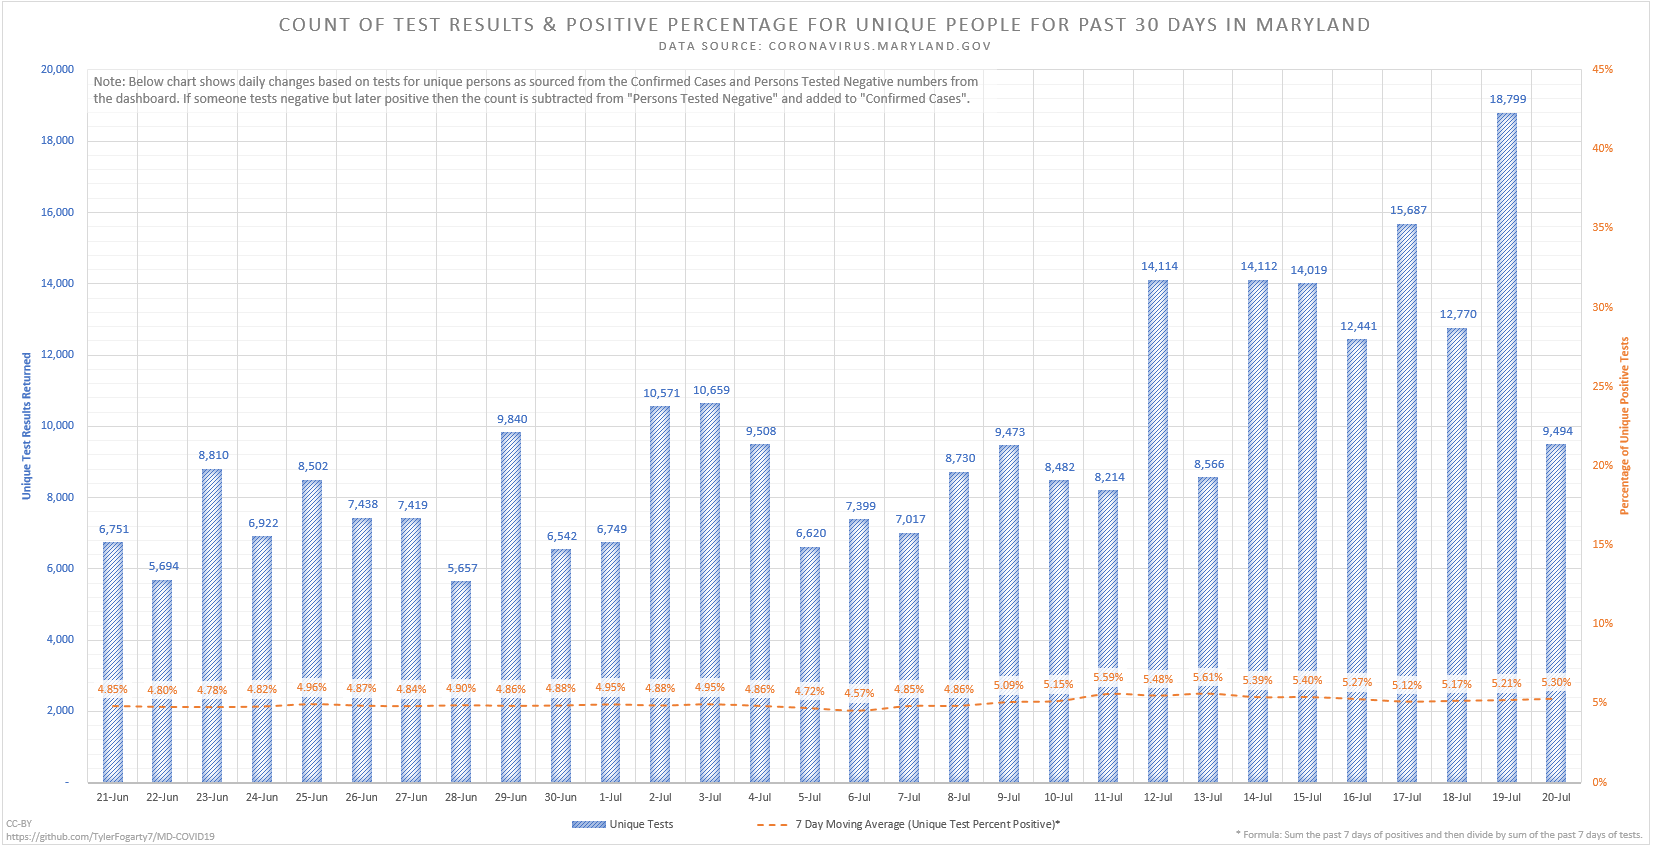 COUNT OF TEST RESULTS & POSITIVE PERCENTAGE FOR UNIQUE PEOPLE FOR PAST 30 DAYS IN MARYLAND
DATA SOURCE: CORONAVIRUS.MARYLAND.GOV
Note: Below chart shows daily changes based on tests for unique persons as sourced from the Confirmed Cases and Persons Tested Negative numbers from
the dashboard. If someone tests negative but later positive then the count is subtracted from "Persons Tested Negative" and added to "Confirmed Cases".
Unique Test Results Returned
20,000
18,000
16,000
14,000
12,000
10,000
8,000
6,000
4,000
2,000
-
6,751 5,694 8,810 6,922 8,502 7,438 7,419 5,657 9,840 6,542 6,749 10,571 10,659 9,508 6,620 7,399 7,017 8,730 9,473 8,482 8,214 14,114 8,566 14,112 14,019 12,441 15,687 12,770 18,799 9,494
4.85% 4.80% 4.78% 4.82% 4.96% 4.87% 4.84% 4.90% 4.86% 4.88% 4.95% 4.88% 4.95% 4.86% 4.72% 4.57% 4.85% 4.86% 5.09% 5.15% 5.59% 5.48% 5.61% 5.39% 5.40% 5.27% 5.12% 5.17% 5.21% 5.30%
45%
40%
35%
30%
25%
20%
15%
10%
5%
0%
Percentage of Unique Positive Tests
21-Jun 22-Jun 23-Jun 24-Jun 25-Jun 26-Jun 27-Jun 28-Jun 29-Jun 30-Jun 1-Jul 2-Jul 3-Jul 4-Jul 5-Jul 6-Jul 7-Jul 8-Jul 9-Jul 10-Jul 11-Jul 12-Jul 13-Jul 14-Jul 15-Jul 16-Jul 17-Jul 18-Jul 19-Jul 20-Jul
Unique Tests 7 Day Moving Average (Unique Test Percent Positive)*
CC-BY
https://github.com/TylerFogarty7/MD-COVID19
* Formula: Sum the past 7 days of positives and then divide by sum of the past 7 days of tests.